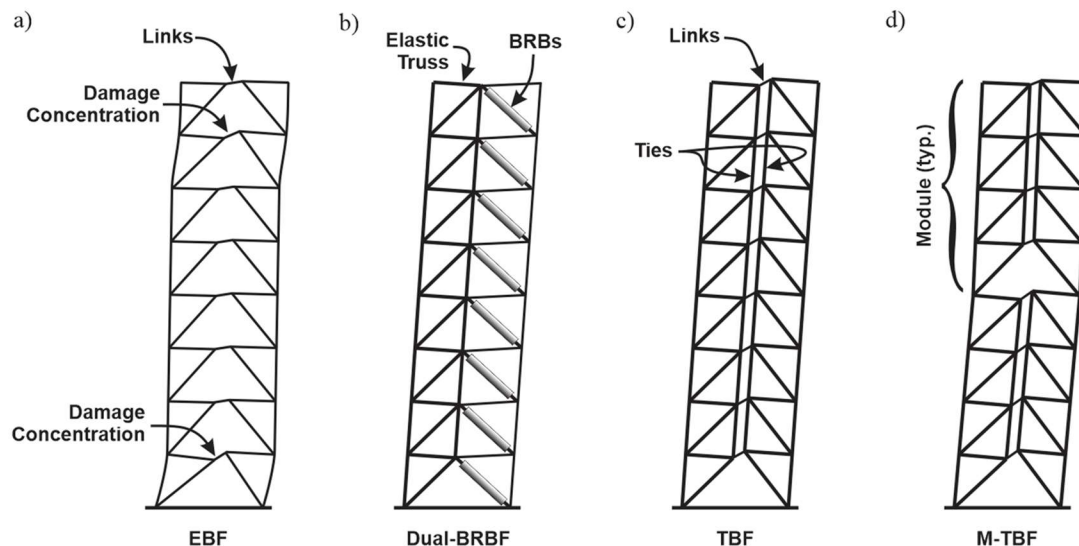 a)
Links
Damage
Concentration
Damage
Concentration
EBF
b)
Elastic
Truss
BRBs
Dual-BRBF
c)
Links
Ties
TBF
d)
Module (typ.)
M-TBF